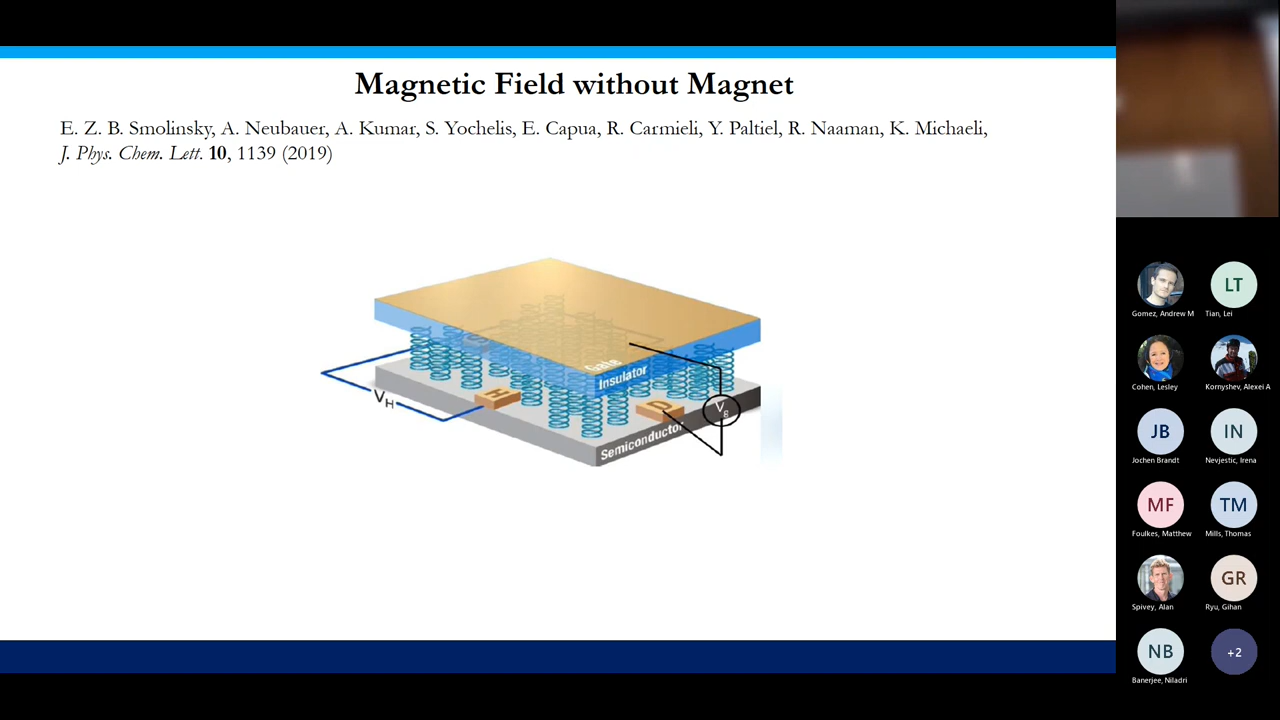 Magnetic Field without Magnet
E. Z. B. Smolinsky, A. Neubauer, A. Kumar, S. Yochelis, E. Capua, R. Carmieli, Y. Paltiel, R. Naaman, K. Michaeli,
J. Phys. Chem. Lett. 10, 1139 (2019)
Gate
Insulator
VH
H
D
VG
Semiconductor
Gomez, Andrew M
LT
Tian, Lei
Cohen, Lesley
Kornyshev, Alexei A
JB
Jochen Brandt
IN
Nevjestic, Irena
MF
Foulkes, Matthew
TM
Mills, Thomas
Spivey, Alan
GR
Ryu, Gihan
NB
Banerjee, Niladri
+2